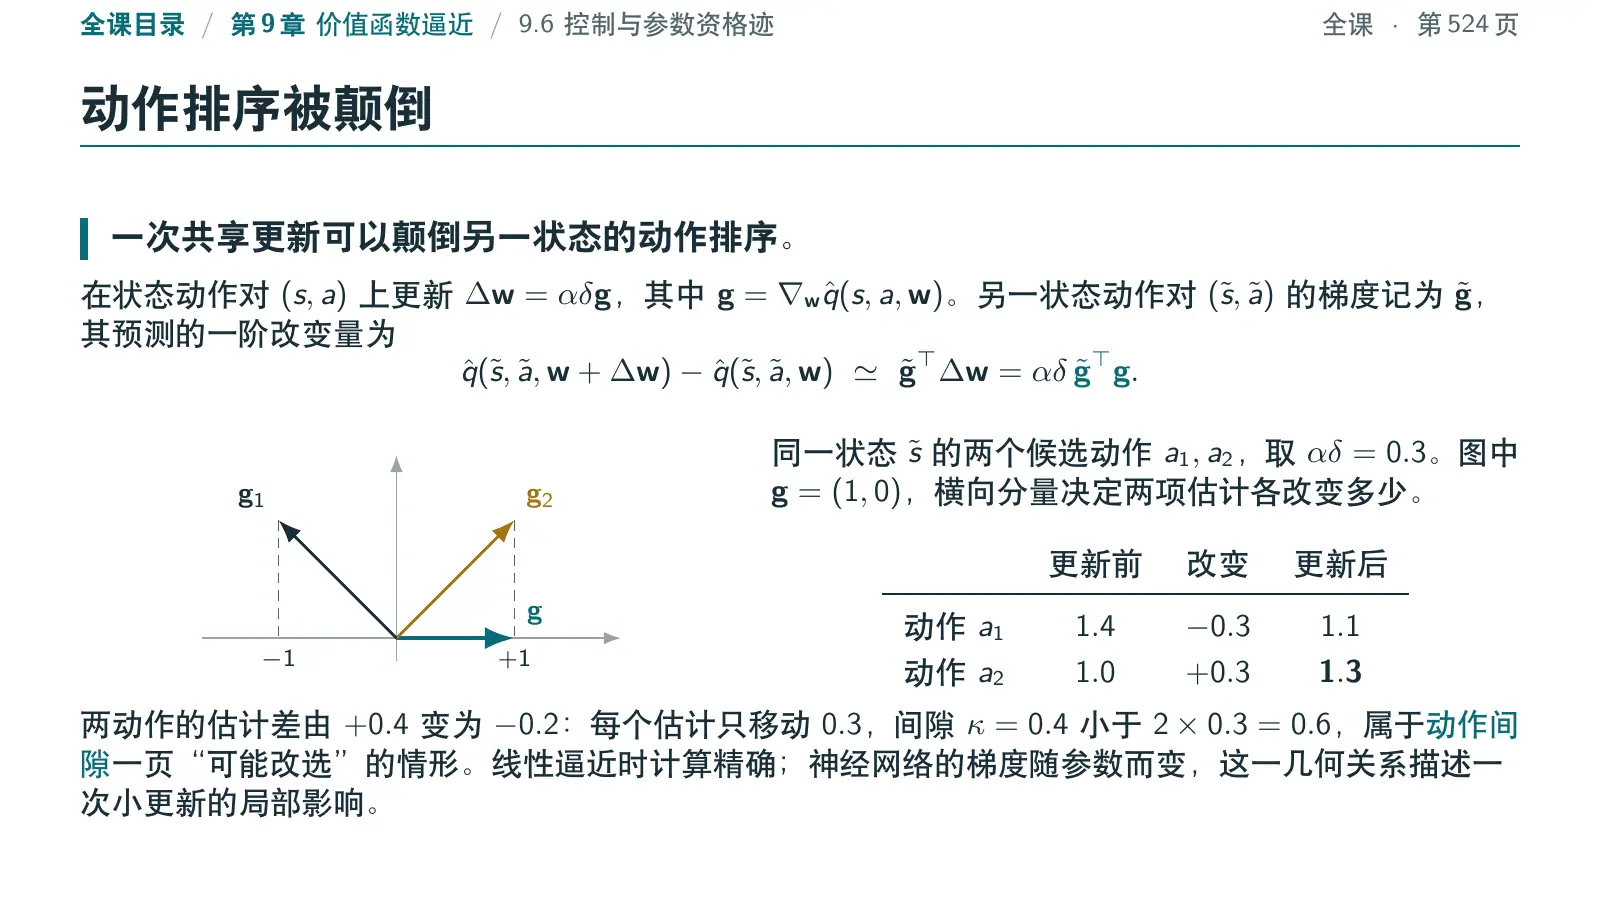 全课目录 / 第 9 章 价值函数逼近 / 9.6 控制与参数资格迹
全课 · 第 524 页
动作排序被颠倒
一次共享更新可以颠倒另一状态的动作排序。
在状态动作对 (s, a) 上更新 Δw = αδg，其中 g = ∇_w q̂(s, a, w)。另一状态动作对 (s̃, ã) 的梯度记为 g̃，
其预测的一阶改变量为
q̂(s̃, ã, w + Δw) − q̂(s̃, ã, w) ≃ g̃^⊤Δw = αδ g̃^⊤g.
同一状态 s̃ 的两个候选动作 a₁, a₂，取 αδ = 0.3。图中
g = (1, 0)，横向分量决定两项估计各改变多少。
g₁
g₂
g
−1
+1
更新前 改变 更新后
动作 a₁ 1.4 −0.3 1.1
动作 a₂ 1.0 +0.3 1.3
两动作的估计差由 +0.4 变为 −0.2：每个估计只移动 0.3，间隙 κ = 0.4 小于 2 × 0.3 = 0.6，属于动作间
隙一页“可能改选”的情形。线性逼近时计算精确；神经网络的梯度随参数而变，这一几何关系描述一
次小更新的局部影响。